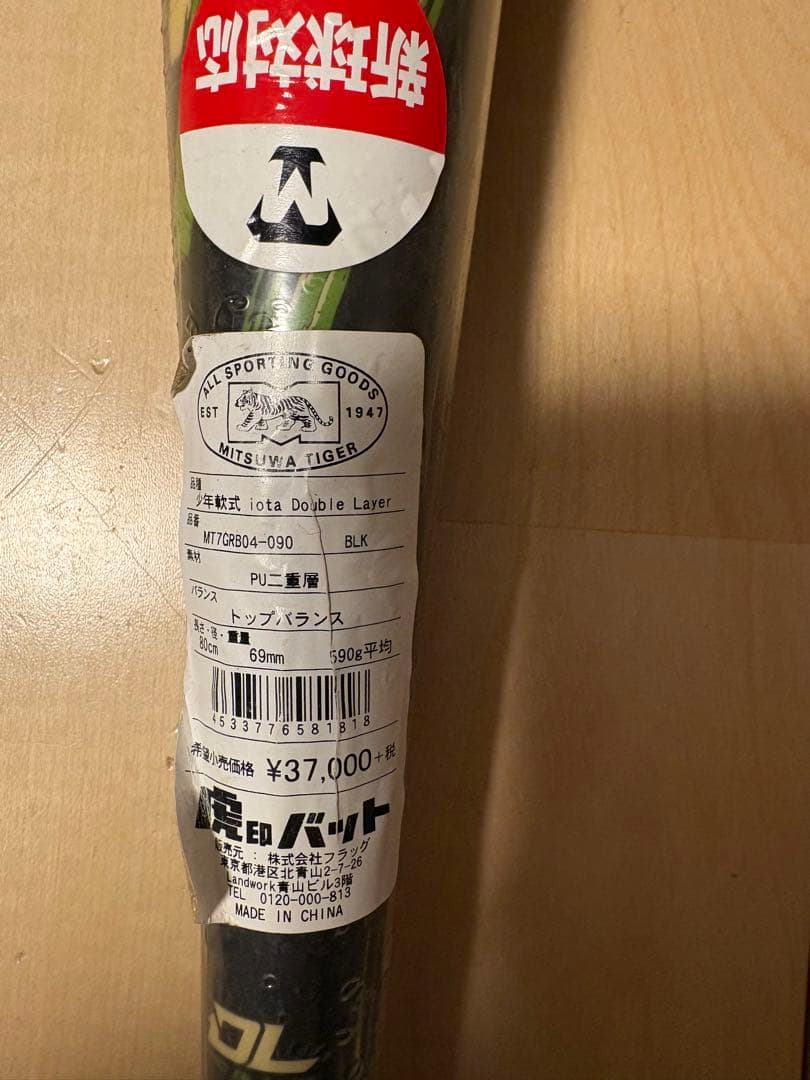 新球対応
ALL SPORTING GOODS
EST 1947
MITSUWA TIGER
品種
少年軟式 iota Double Layer
品番
MT7GRB04-090 BLK
素材
PU二重層
バランス
トップバランス
長さ・径・重量
80cm 69mm 590g平均
4533776581818
希望小売価格 ¥37,000+税
虎印バット
販売元 : 株式会社フラッグ
東京都港区北青山2-7-26
Landwork青山ビル3階
TEL 0120-000-813
MADE IN CHINA
DL